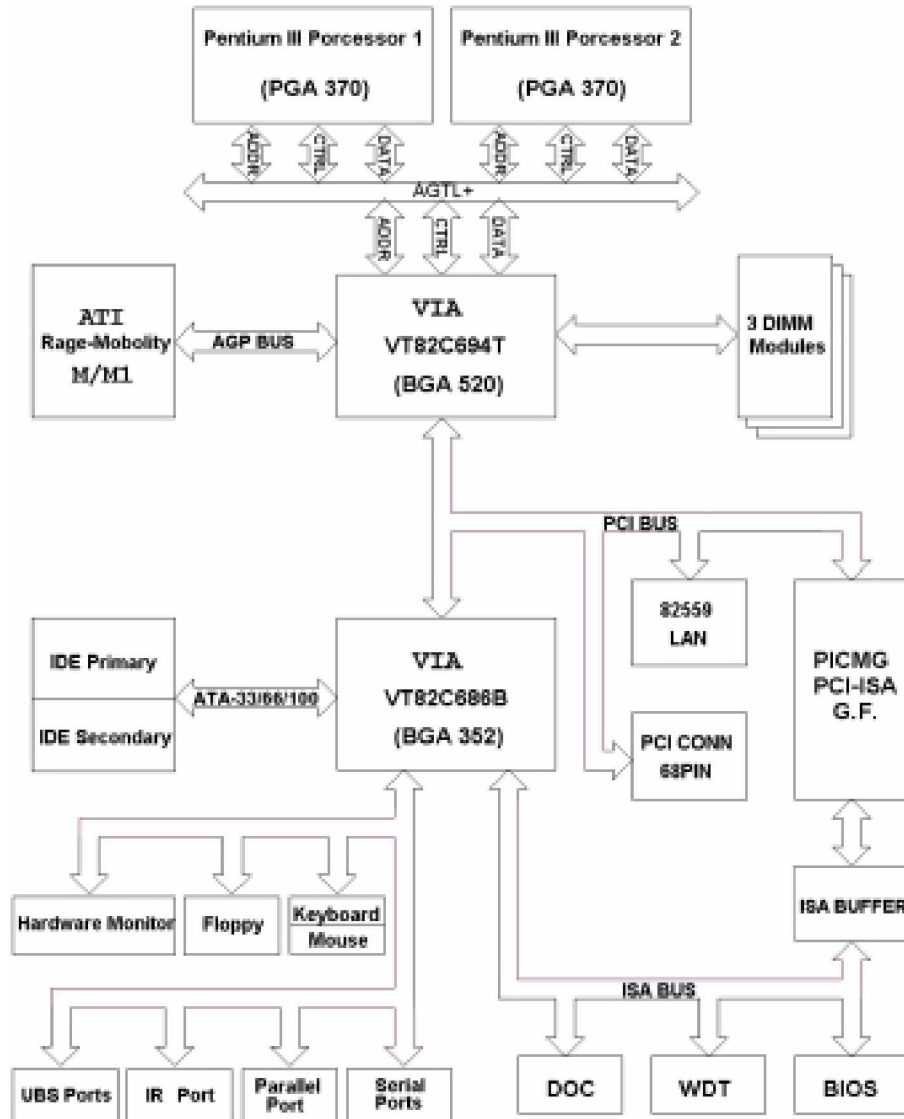 Pentium III Porcessor 1
(PGA 370)
Pentium III Porcessor 2
(PGA 370)
ADDR
CTRL
DATA
ADDR
CTRL
DATA
AGTL+
ADDR
CTRL
DATA
ATI
Rage-Mobolity
M/M1
AGP BUS
VIA
VT82C694T
(BGA 520)
3 DIMM
Modules
PCI BUS
82559
LAN
PICMG
PCI-ISA
G.F.
IDE Primary
IDE Secondary
ATA-33/66/100
VIA
VT82C686B
(BGA 352)
PCI CONN
68PIN
Hardware Monitor
Floppy
Keyboard
Mouse
ISA BUFFER
ISA BUS
UBS Ports
IR Port
Parallel
Port
Serial
Ports
DOC
WDT
BIOS